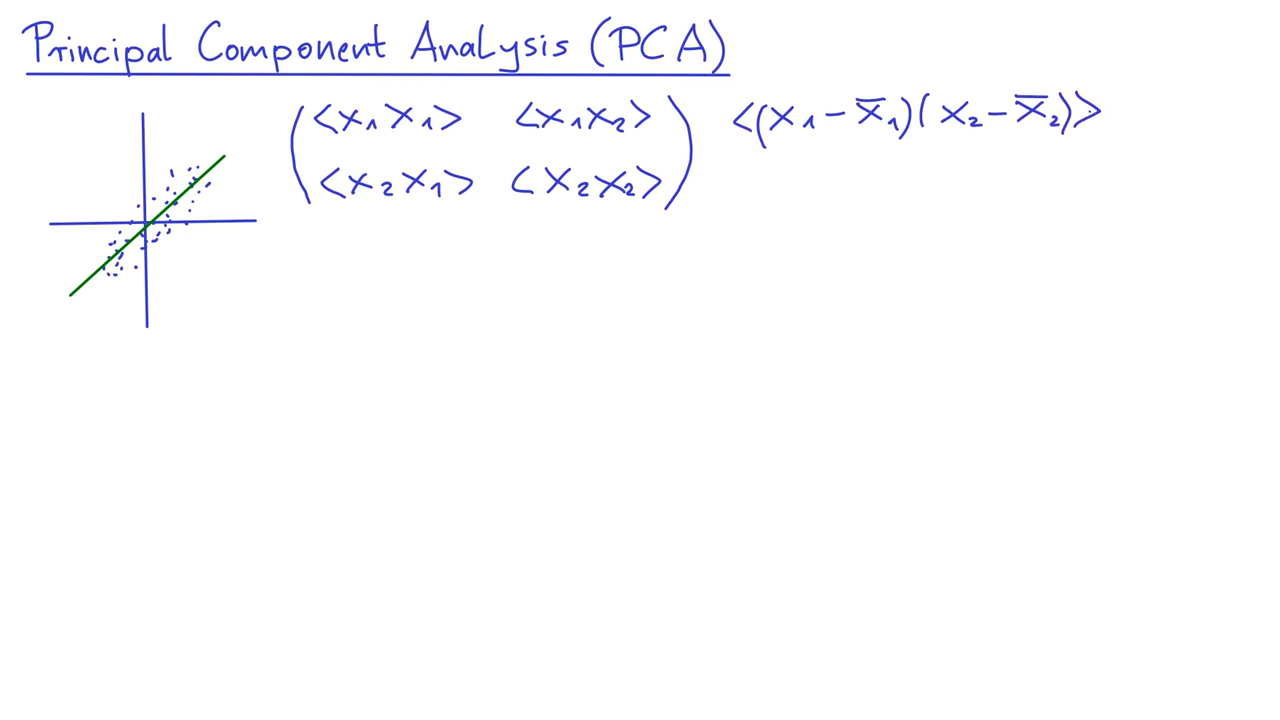 Principal Component Analysis (PCA)
(<x₁x₁> <x₁x₂>) <(x₁-x̄₁)(x₂-x̄₂)>
<x₂x₁> <x₂x₂>